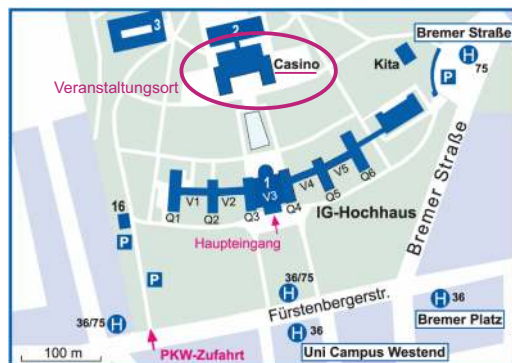 Bremer Straße
H
75
3
2
Casino
Kita
P
Veranstaltungsort
Bremer Straße
1
V1
V2
V3
V4
V5
Q1
Q2
Q3
Q4
Q5
Q6
IG-Hochhaus
16
Haupteingang
P
P
36/75
H
36/75
H
Fürstenbergerstr.
H
36
Bremer Platz
H
36
Uni Campus Westend
100 m
PKW-Zufahrt